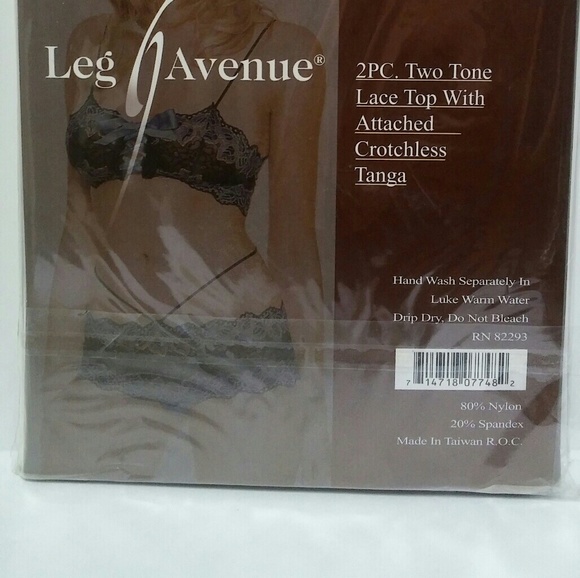 Leg Avenue®
2PC. Two Tone
Lace Top With
Attached
Crotchless
Tanga
Hand Wash Separately In
Luke Warm Water
Drip Dry, Do Not Bleach
RN 82293
7 14718 07748 2
80% Nylon
20% Spandex
Made In Taiwan R.O.C.